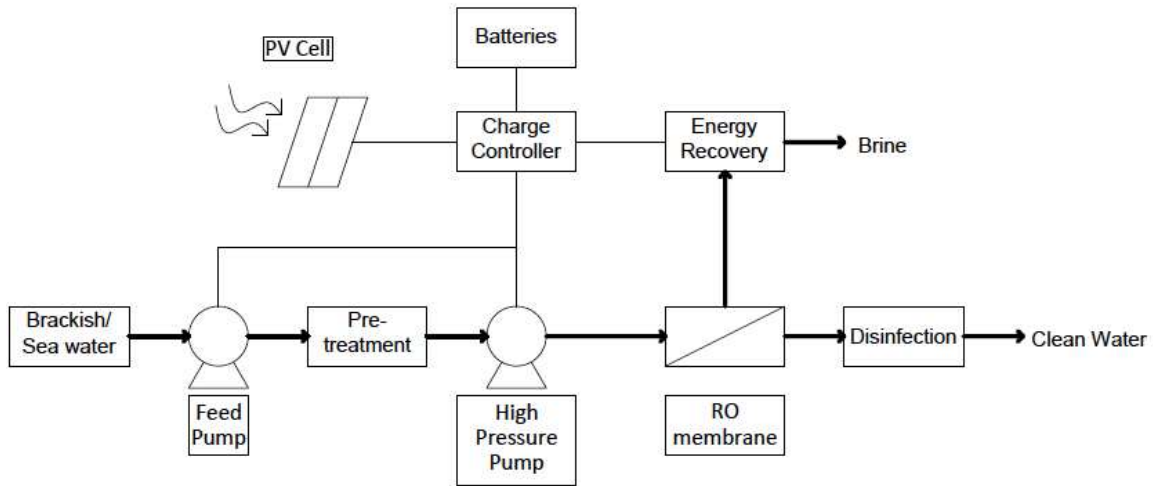 PV Cell
Batteries
Charge
Controller
Energy
Recovery
Brine
Brackish/
Sea water
Pre-
treatment
Disinfection
Clean Water
Feed
Pump
High
Pressure
Pump
RO
membrane